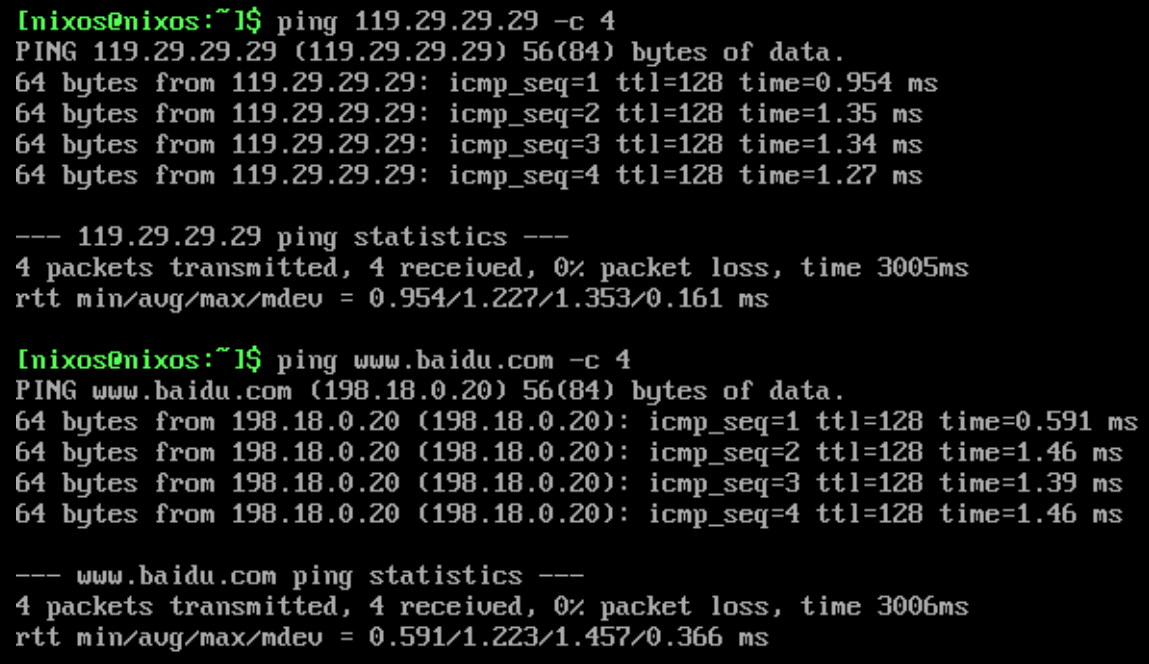 [nixos@nixos:~]$ ping 119.29.29.29 -c 4
PING 119.29.29.29 (119.29.29.29) 56(84) bytes of data.
64 bytes from 119.29.29.29: icmp_seq=1 ttl=128 time=0.954 ms
64 bytes from 119.29.29.29: icmp_seq=2 ttl=128 time=1.35 ms
64 bytes from 119.29.29.29: icmp_seq=3 ttl=128 time=1.34 ms
64 bytes from 119.29.29.29: icmp_seq=4 ttl=128 time=1.27 ms
--- 119.29.29.29 ping statistics ---
4 packets transmitted, 4 received, 0% packet loss, time 3005ms
rtt min/avg/max/mdev = 0.954/1.227/1.353/0.161 ms
[nixos@nixos:~]$ ping www.baidu.com -c 4
PING www.baidu.com (198.18.0.20) 56(84) bytes of data.
64 bytes from 198.18.0.20 (198.18.0.20): icmp_seq=1 ttl=128 time=0.591 ms
64 bytes from 198.18.0.20 (198.18.0.20): icmp_seq=2 ttl=128 time=1.46 ms
64 bytes from 198.18.0.20 (198.18.0.20): icmp_seq=3 ttl=128 time=1.39 ms
64 bytes from 198.18.0.20 (198.18.0.20): icmp_seq=4 ttl=128 time=1.46 ms
--- www.baidu.com ping statistics ---
4 packets transmitted, 4 received, 0% packet loss, time 3006ms
rtt min/avg/max/mdev = 0.591/1.223/1.457/0.366 ms